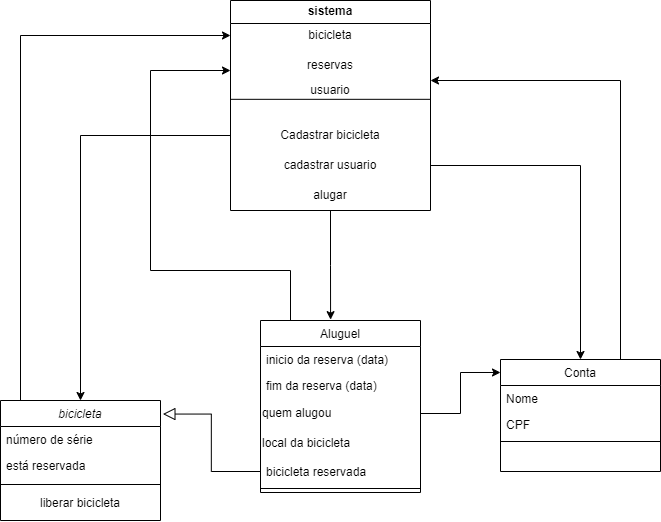 sistema
bicicleta
reservas
usuario
Cadastrar bicicleta
cadastrar usuario
alugar
Aluguel
inicio da reserva (data)
fim da reserva (data)
quem alugou
local da bicicleta
bicicleta reservada
Conta
Nome
CPF
bicicleta
número de série
está reservada
liberar bicicleta